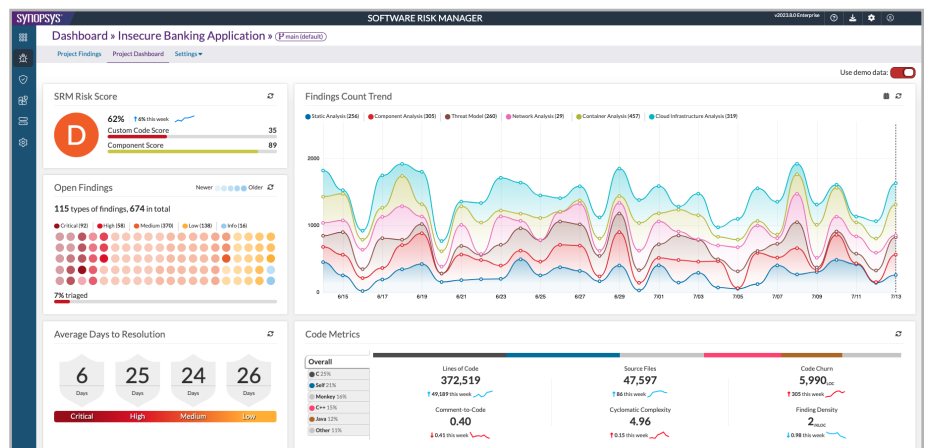 SYNOPSYS®
SOFTWARE RISK MANAGER
v2023.8.0 Enterprise
Dashboard » Insecure Banking Application » main (default)
Project Findings Project Dashboard Settings
Use demo data:
SRM Risk Score
D
62% 6% this week
Custom Code Score 35
Component Score 89
Findings Count Trend
Static Analysis (256) Component Analysis (305) Threat Model (260) Network Analysis (29) Container Analysis (457) Cloud Infrastructure Analysis (319)
2000
1000
0
6/15 6/17 6/19 6/21 6/23 6/25 6/27 6/29 7/01 7/03 7/05 7/07 7/09 7/11 7/13
Open Findings Newer Older
115 types of findings, 674 in total
Critical (92) High (58) Medium (370) Low (138) Info (16)
7% triaged
Average Days to Resolution
6 25 24 26
Days Days Days Days
Critical High Medium Low
Code Metrics
Overall
C 25%
Self 21%
Monkey 16%
C++ 15%
Java 12%
Other 11%
Lines of Code
372,519
49,189 this week
Source Files
47,597
86 this week
Code Churn
5,990 LOC
305 this week
Comment-to-Code
0.40
0.41 this week
Cyclomatic Complexity
4.96
0.15 this week
Finding Density
2 /KLOC
0.98 this week